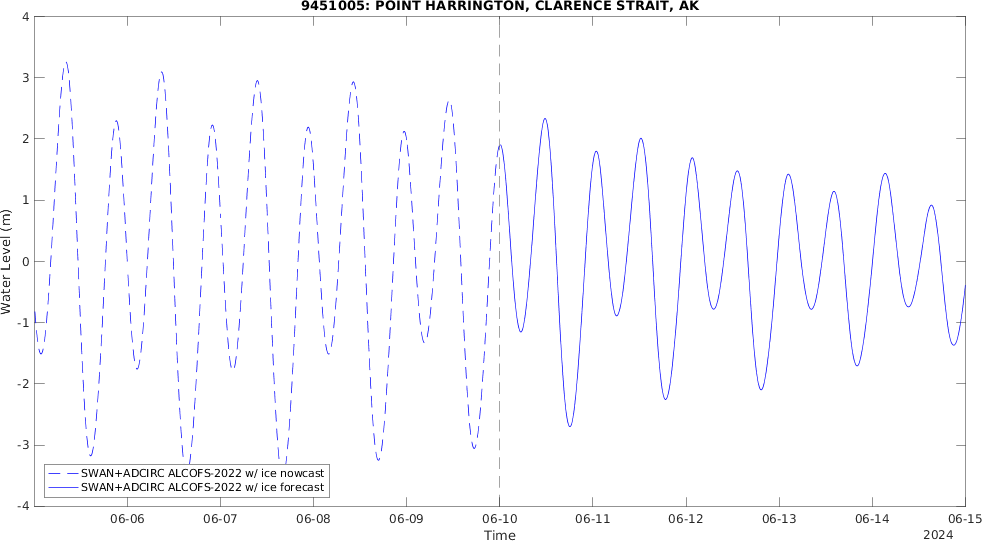 9451005: POINT HARRINGTON, CLARENCE STRAIT, AK
Water Level (m)
4
3
2
1
0
-1
-2
-3
-4
SWAN+ADCIRC ALCOFS-2022 w/ ice nowcast
SWAN+ADCIRC ALCOFS-2022 w/ ice forecast
06-06 06-07 06-08 06-09 06-10 06-11 06-12 06-13 06-14 06-15
Time
2024